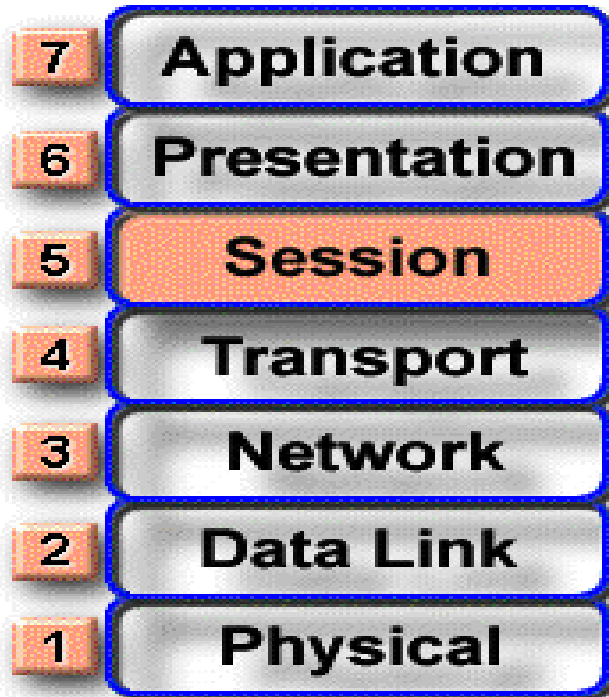 7 Application
6 Presentation
5 Session
4 Transport
3 Network
2 Data Link
1 Physical